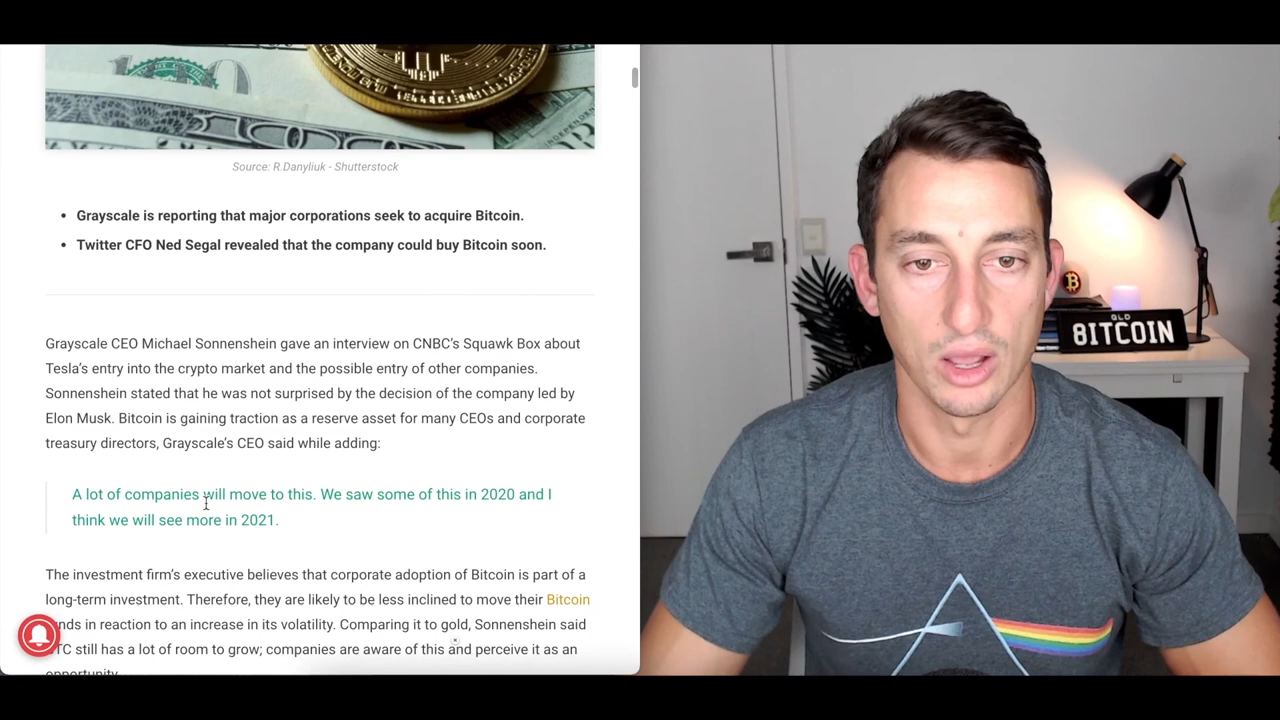 Source: R.Danyliuk - Shutterstock
• Grayscale is reporting that major corporations seek to acquire Bitcoin.
• Twitter CFO Ned Segal revealed that the company could buy Bitcoin soon.
Grayscale CEO Michael Sonnenshein gave an interview on CNBC’s Squawk Box about
Tesla’s entry into the crypto market and the possible entry of other companies.
Sonnenshein stated that he was not surprised by the decision of the company led by
Elon Musk. Bitcoin is gaining traction as a reserve asset for many CEOs and corporate
treasury directors, Grayscale’s CEO said while adding:
A lot of companies will move to this. We saw some of this in 2020 and I
think we will see more in 2021.
The investment firm’s executive believes that corporate adoption of Bitcoin is part of a
long-term investment. Therefore, they are likely to be less inclined to move their Bitcoin
in reaction to an increase in its volatility. Comparing it to gold, Sonnenshein said
still has a lot of room to grow; companies are aware of this and perceive it as an
opportunity.
QLD
8ITCOIN